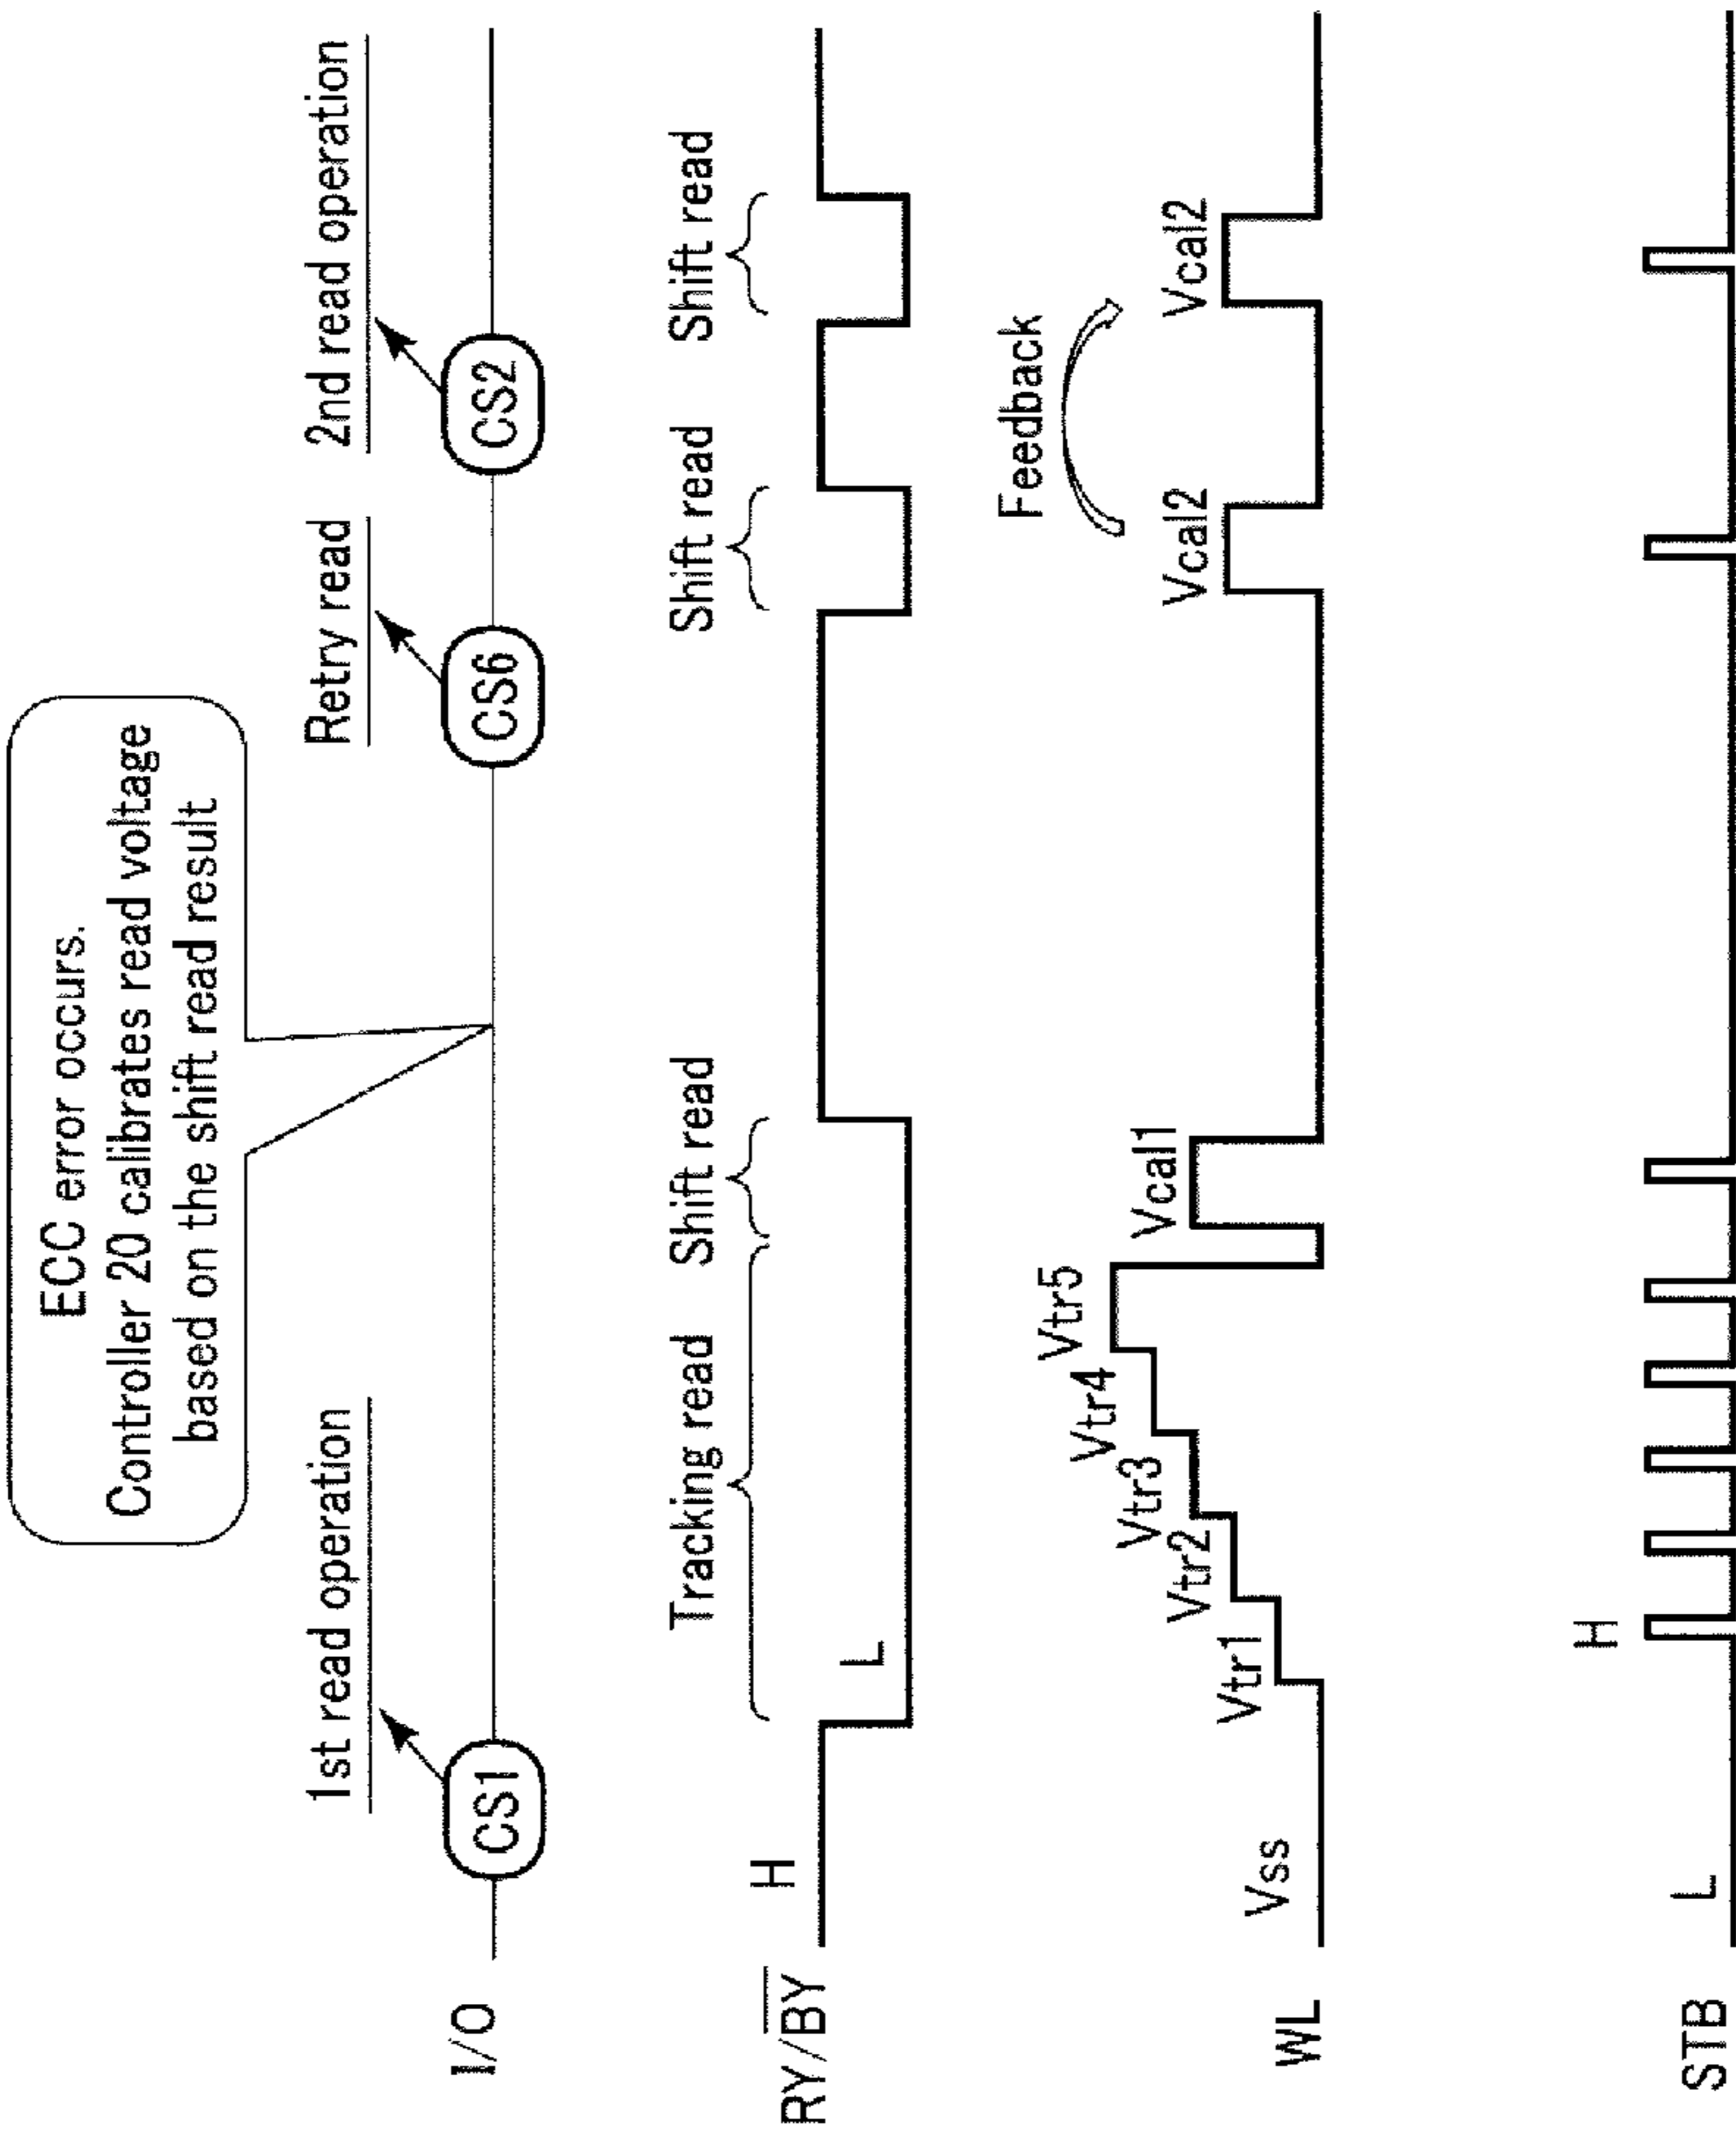 ECC error occurs.
Controller 20 calibrates read voltage
based on the shift read result
1st read operation
Retry read
2nd read operation
I/O
CS1
CS6
CS2
Tracking read
Shift read
Shift read
Shift read
RY/B̅Y̅
H
L
Feedback
WL
Vss
Vtr1
Vtr2
Vtr3
Vtr4
Vtr5
Vcal1
Vcal2
Vcal2
STB
L
H